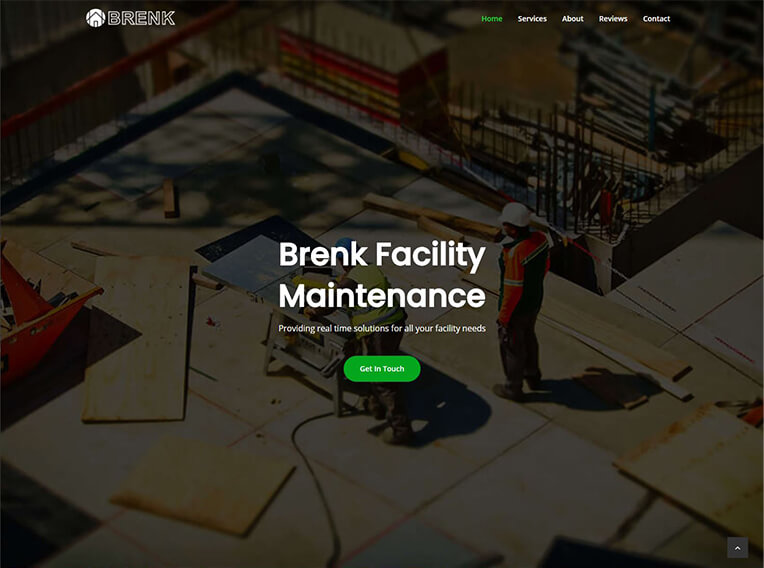 BRENK
Home Services About Reviews Contact
Brenk Facility
Maintenance
Providing real time solutions for all your facility needs
Get In Touch